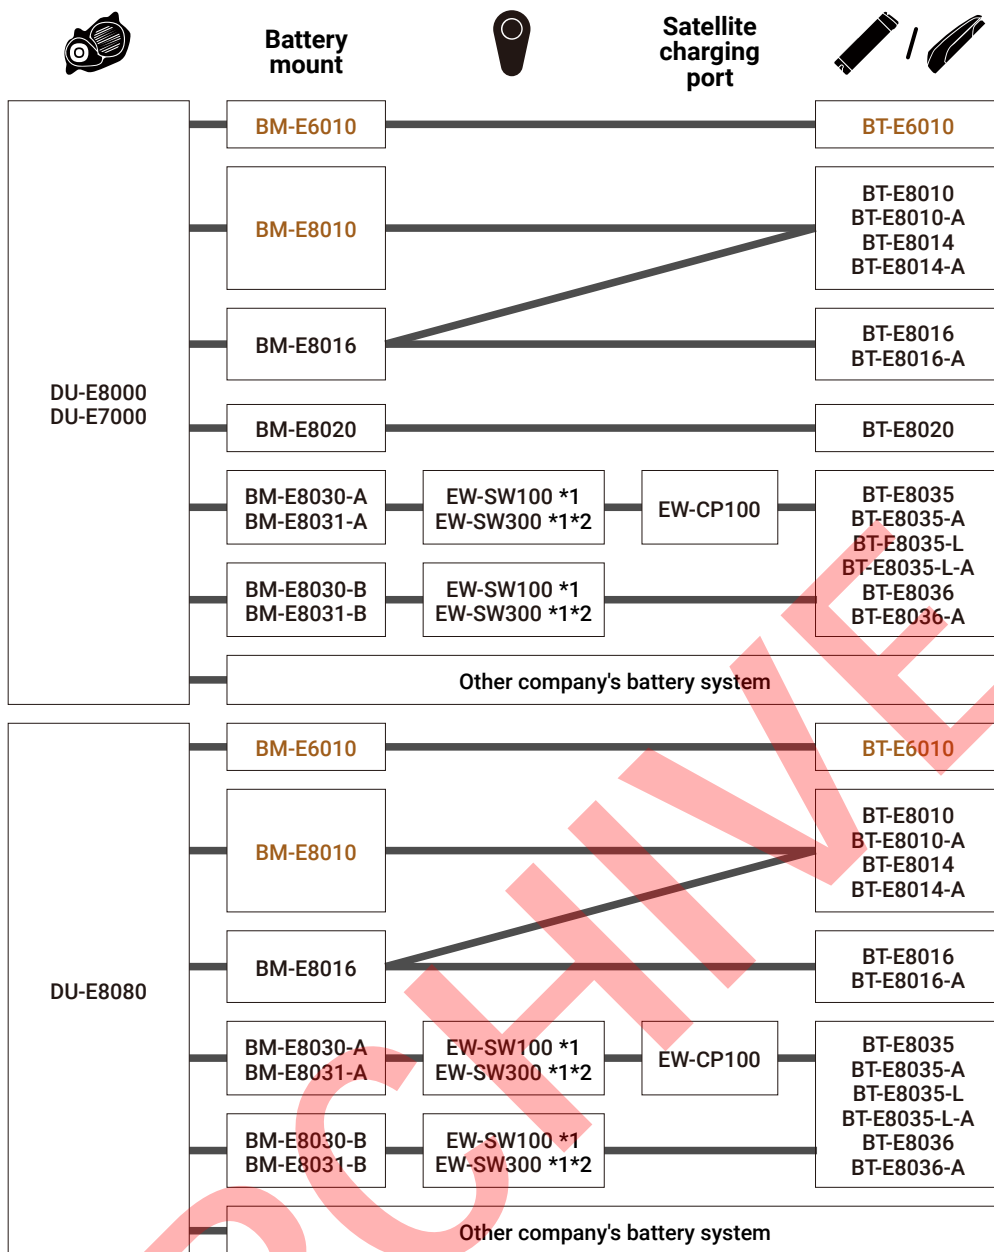 Battery
mount
Satellite
charging
port
DU-E8000
DU-E7000
BM-E6010
BT-E6010
BM-E8010
BT-E8010
BT-E8010-A
BT-E8014
BT-E8014-A
BM-E8016
BT-E8016
BT-E8016-A
BM-E8020
BT-E8020
BM-E8030-A
BM-E8031-A
EW-SW100 *1
EW-SW300 *1*2
EW-CP100
BT-E8035
BT-E8035-A
BT-E8035-L
BT-E8035-L-A
BT-E8036
BT-E8036-A
BM-E8030-B
BM-E8031-B
EW-SW100 *1
EW-SW300 *1*2
Other company's battery system
DU-E8080
BM-E6010
BT-E6010
BM-E8010
BT-E8010
BT-E8010-A
BT-E8014
BT-E8014-A
BM-E8016
BT-E8016
BT-E8016-A
BM-E8030-A
BM-E8031-A
EW-SW100 *1
EW-SW300 *1*2
EW-CP100
BT-E8035
BT-E8035-A
BT-E8035-L
BT-E8035-L-A
BT-E8036
BT-E8036-A
BM-E8030-B
BM-E8031-B
EW-SW100 *1
EW-SW300 *1*2
Other company's battery system
RCHIVE